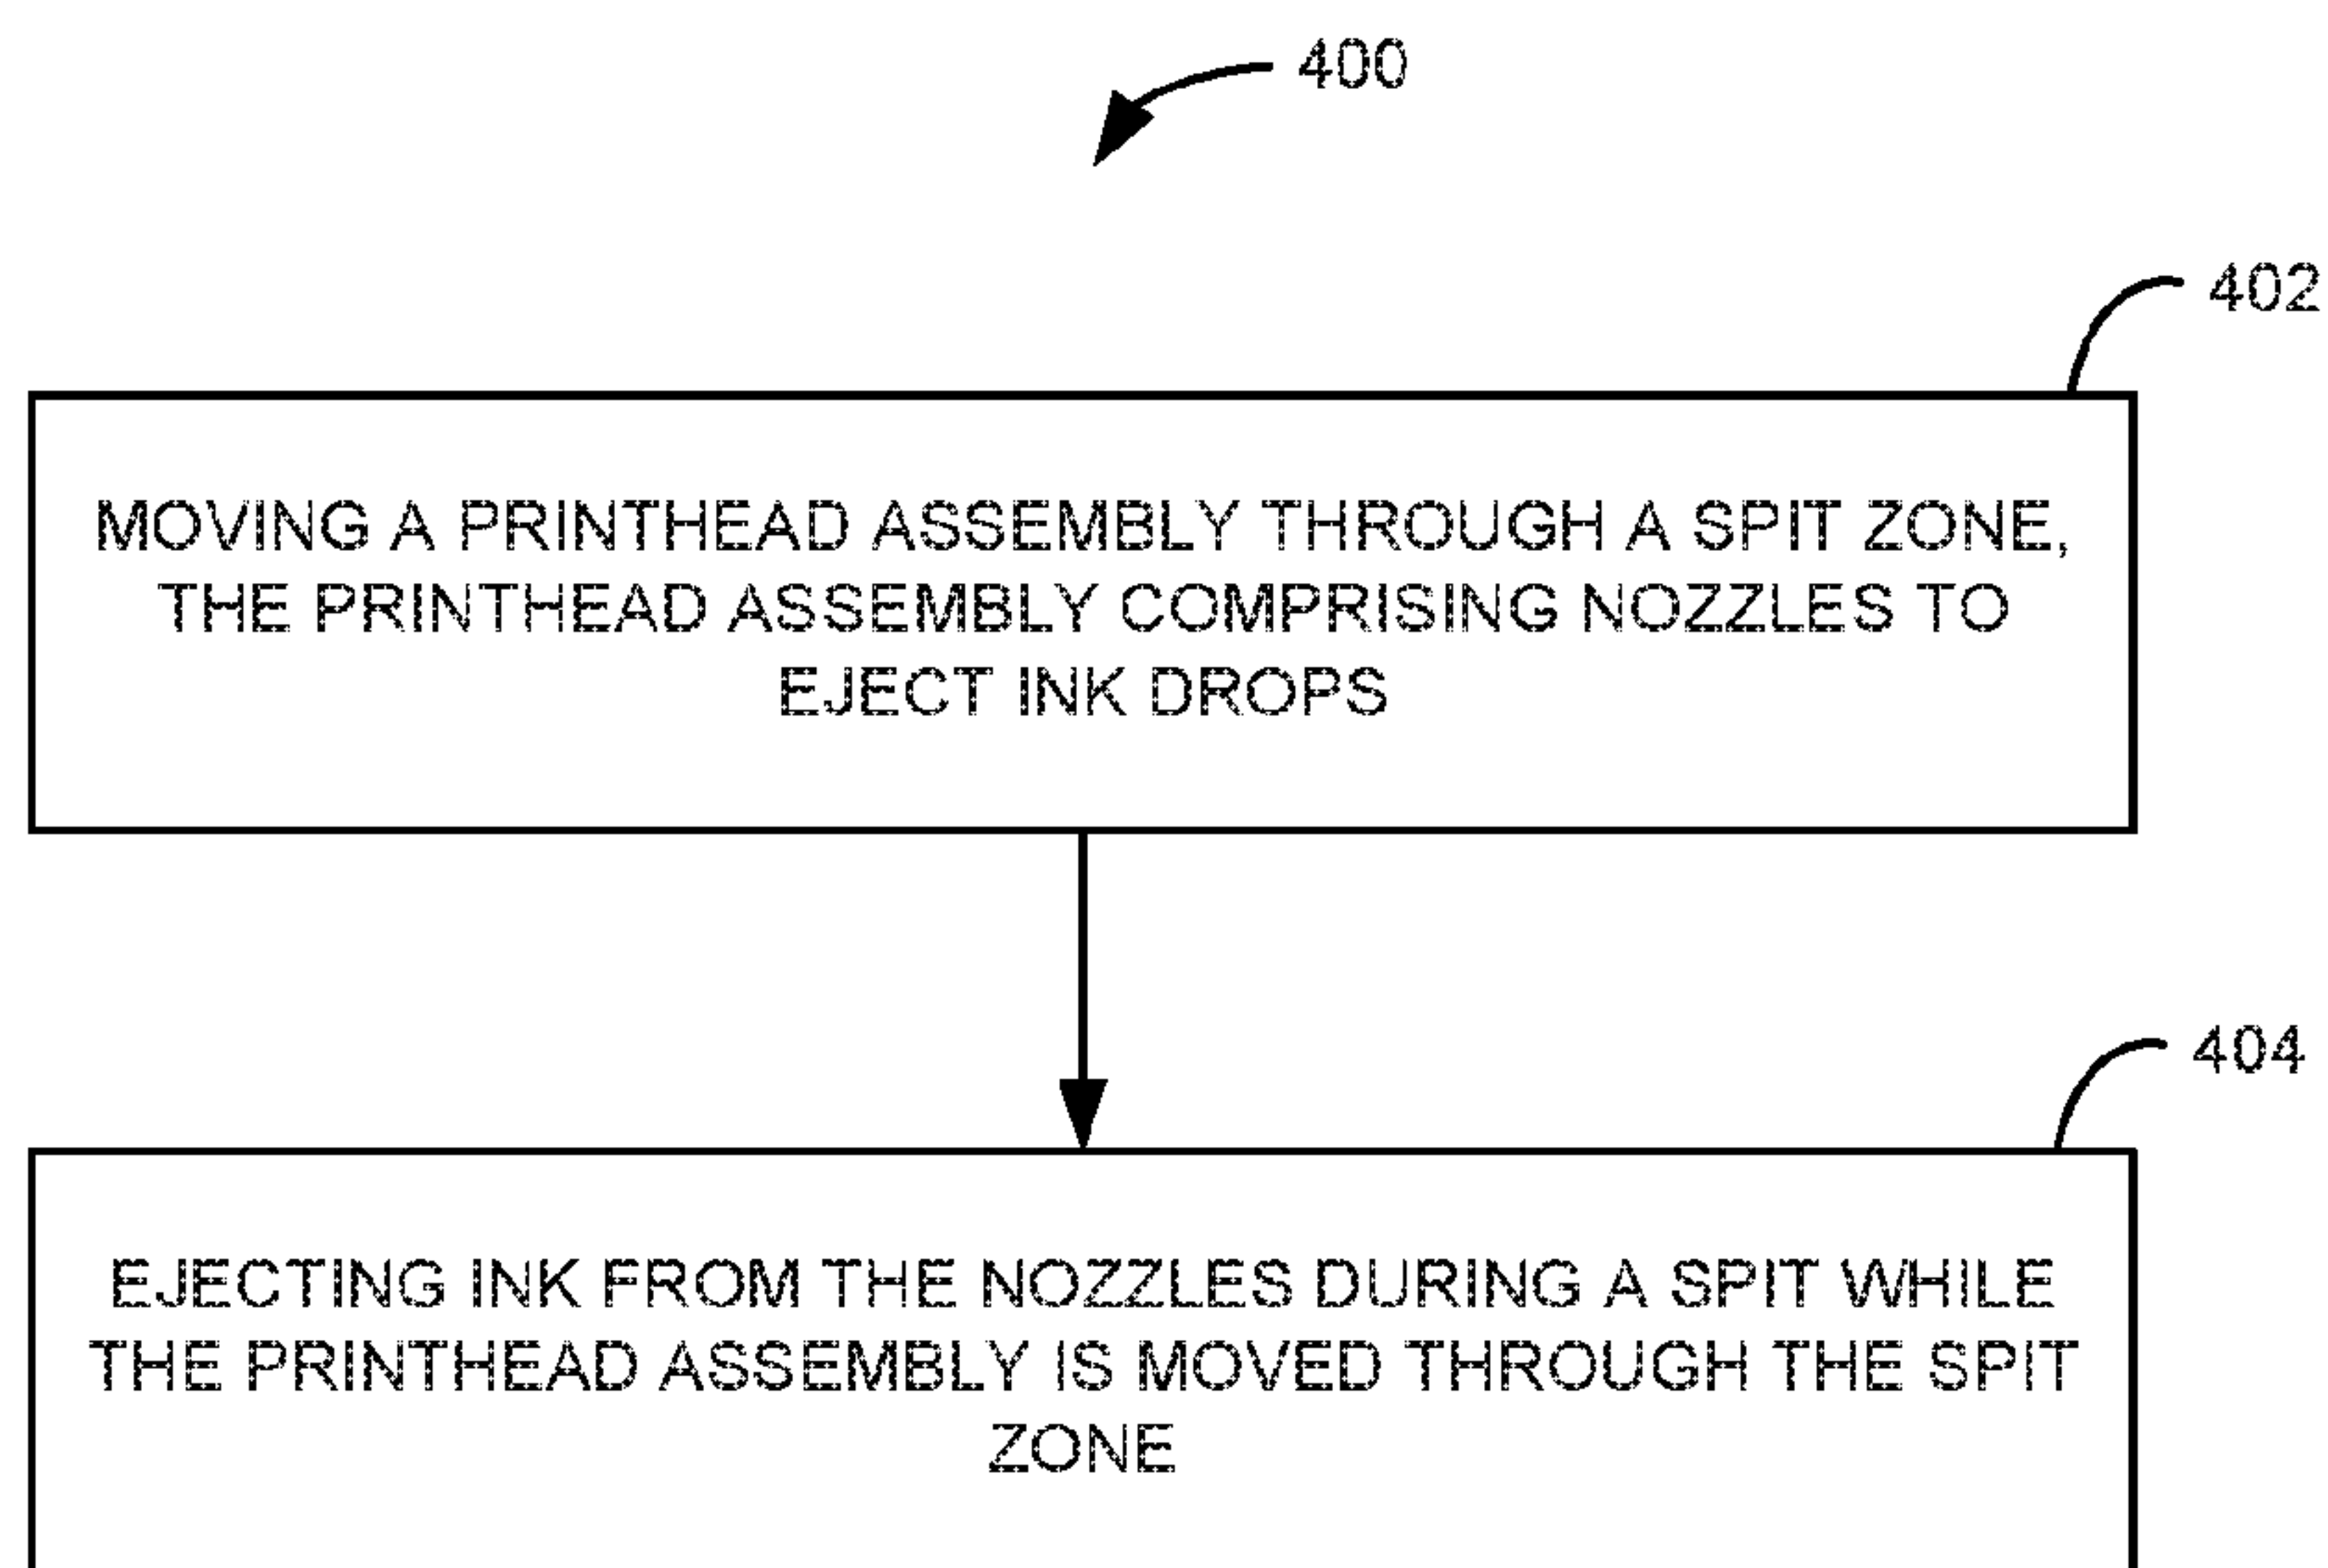 400
402
MOVING A PRINTHEAD ASSEMBLY THROUGH A SPIT ZONE,
THE PRINTHEAD ASSEMBLY COMPRISING NOZZLES TO
EJECT INK DROPS
404
EJECTING INK FROM THE NOZZLES DURING A SPIT WHILE
THE PRINTHEAD ASSEMBLY IS MOVED THROUGH THE SPIT
ZONE